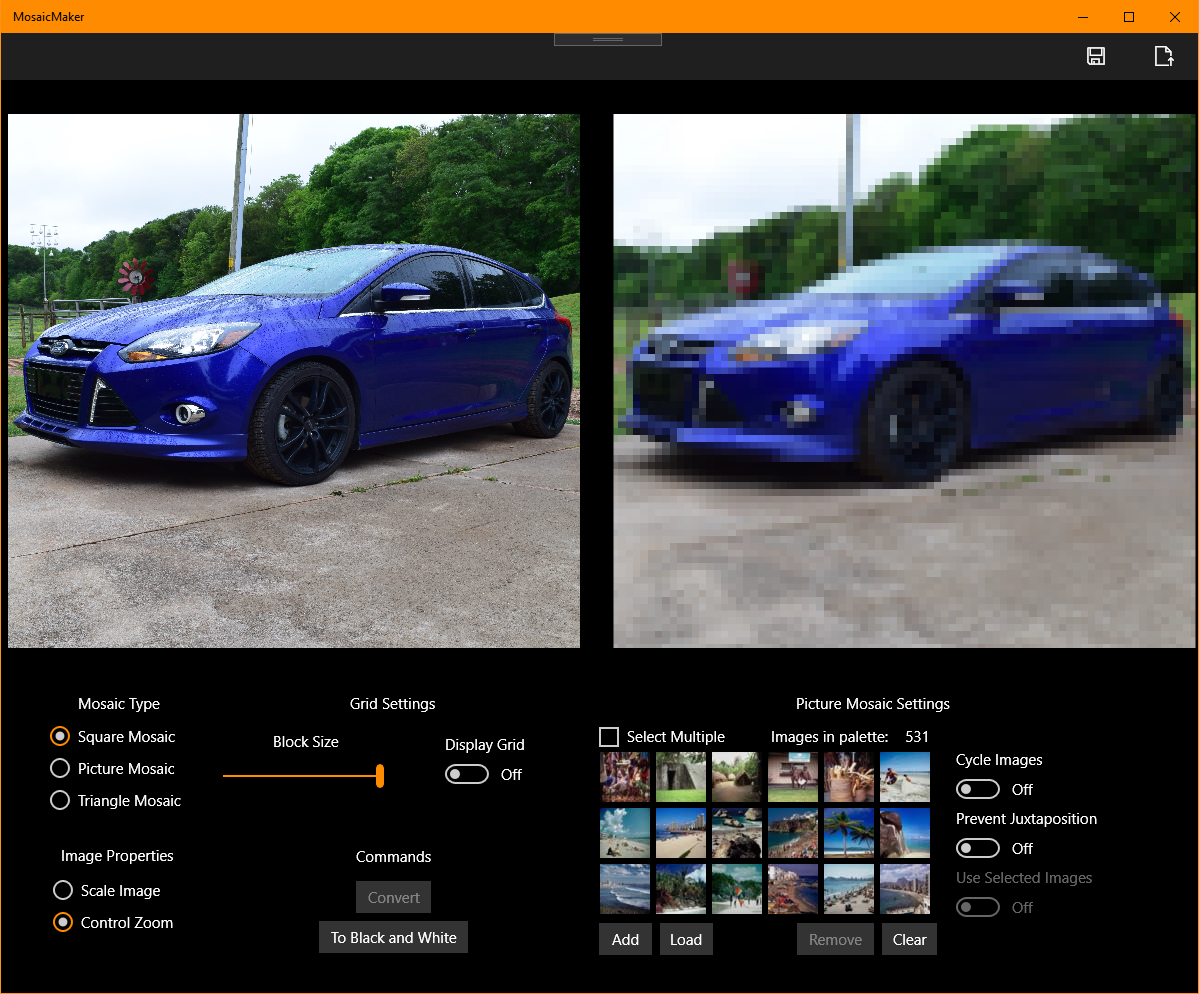 MosaicMaker
Mosaic Type
Square Mosaic
Picture Mosaic
Triangle Mosaic
Image Properties
Scale Image
Control Zoom
Grid Settings
Block Size
Display Grid
Off
Commands
Convert
To Black and White
Picture Mosaic Settings
Select Multiple
Images in palette: 531
Cycle Images
Off
Prevent Juxtaposition
Off
Use Selected Images
Off
Add
Load
Remove
Clear